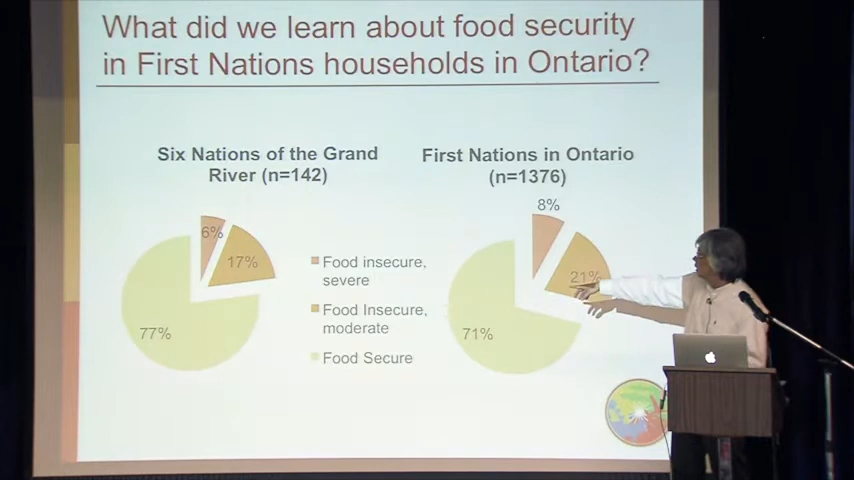 What did we learn about food security
in First Nations households in Ontario?
Six Nations of the Grand
River (n=142)
6%
17%
77%
Food insecure,
severe
Food Insecure,
moderate
Food Secure
First Nations in Ontario
(n=1376)
8%
21%
71%